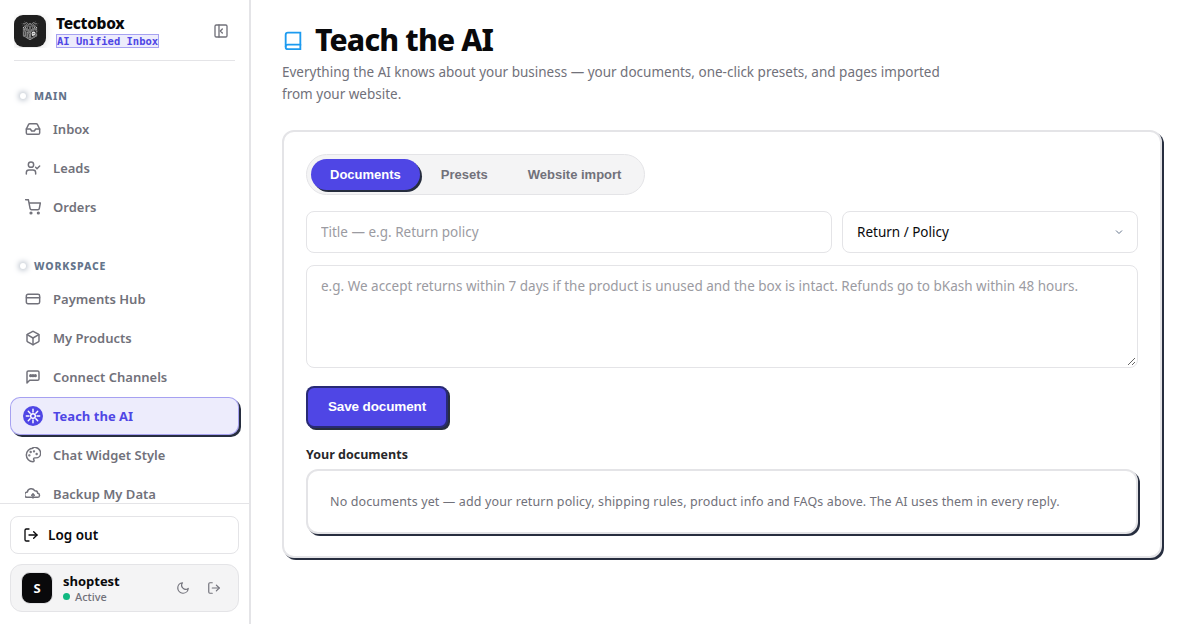 Tectobox
AI Unified Inbox
MAIN
Inbox
Leads
Orders
WORKSPACE
Payments Hub
My Products
Connect Channels
Teach the AI
Chat Widget Style
Backup My Data
Log out
S
shoptest
Active
Teach the AI
Everything the AI knows about your business — your documents, one-click presets, and pages imported
from your website.
Documents Presets Website import
Title — e.g. Return policy
Return / Policy
e.g. We accept returns within 7 days if the product is unused and the box is intact. Refunds go to bKash within 48 hours.
Save document
Your documents
No documents yet — add your return policy, shipping rules, product info and FAQs above. The AI uses them in every reply.